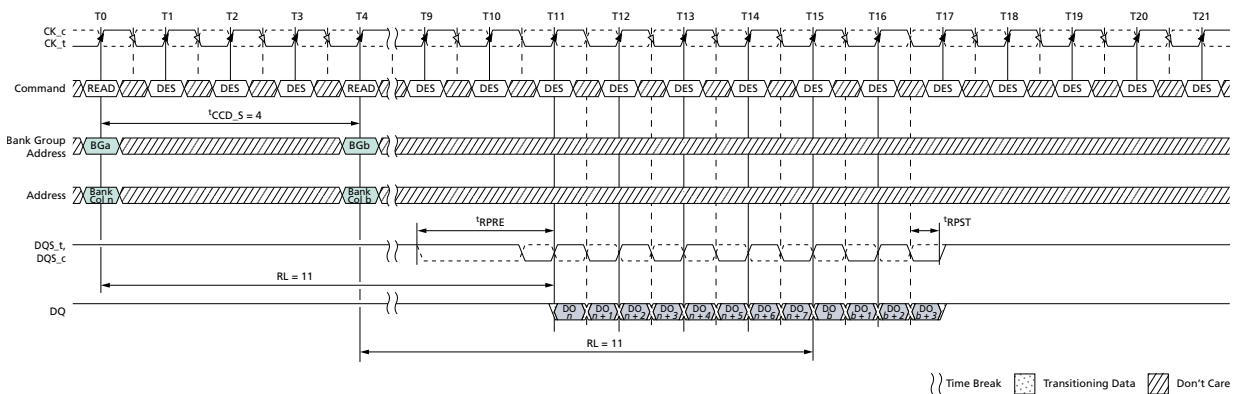 T0 T1 T2 T3 T4 T9 T10 T11 T12 T13 T14 T15 T16 T17 T18 T19 T20 T21
CK_c
CK_t
Command READ DES DES DES READ DES DES DES DES DES DES DES DES DES DES DES DES DES
tCCD_S = 4
Bank Group
Address
BGa BGb
Address
Bank
Col n
Bank
Col b
tRPRE tRPST
DQS_t,
DQS_c
RL = 11
DQ
DO
n
DO
n + 1
DO
n + 2
DO
n + 3
DO
n + 4
DO
n + 5
DO
n + 6
DO
n + 7
DO
b
DO
b + 1
DO
b + 2
DO
b + 3
RL = 11
Time Break Transitioning Data Don't Care